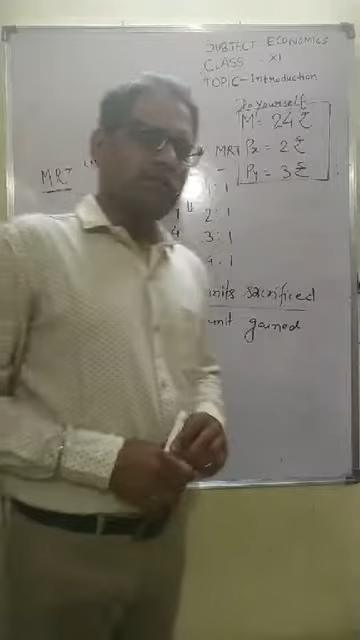 SUBJECT ECONOMICS
CLASS - XI
TOPIC-Introduction
Do yourself
M = 24 ₹
Px = 2 ₹
Py = 3 ₹
MRT
MRT
-
: 1
1 2 : 1
4 3 : 1
4 : 1
units sacrificed
unit gained